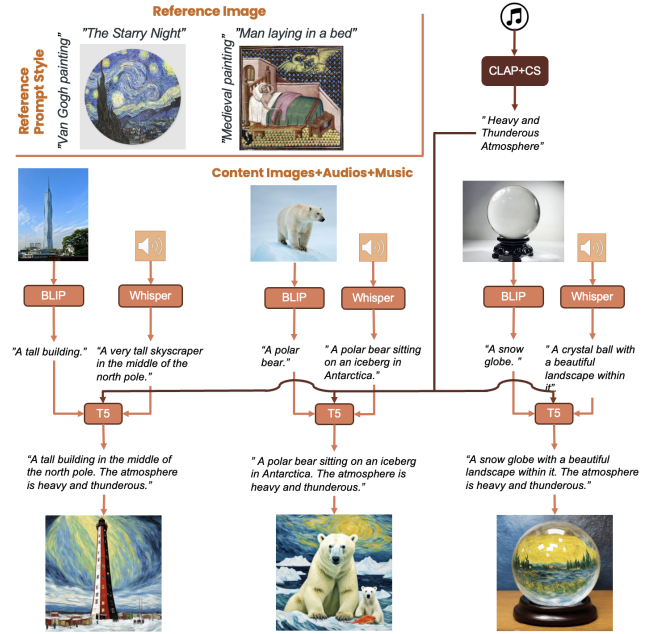 Reference Image
"The Starry Night"
"Man laying in a bed"
Reference
Prompt Style
"Van Gogh painting"
"Medieval painting"
CLAP+CS
" Heavy and
Thunderous
Atmosphere"
Content Images+Audios+Music
BLIP
Whisper
BLIP
Whisper
BLIP
Whisper
"A tall building."
"A very tall skyscraper
in the middle of the
north pole."
"A polar
bear."
" A polar bear sitting
on an iceberg in
Antarctica."
"A snow
globe. "
" A crystal ball with
a beautiful
landscape within
it"
T5
T5
T5
"A tall building in the middle of
the north pole. The atmosphere
is heavy and thunderous."
" A polar bear sitting on an iceberg
in Antarctica. The atmosphere is
heavy and thunderous."
"A snow globe with a beautiful
landscape within it. The atmosphere
is heavy and thunderous."